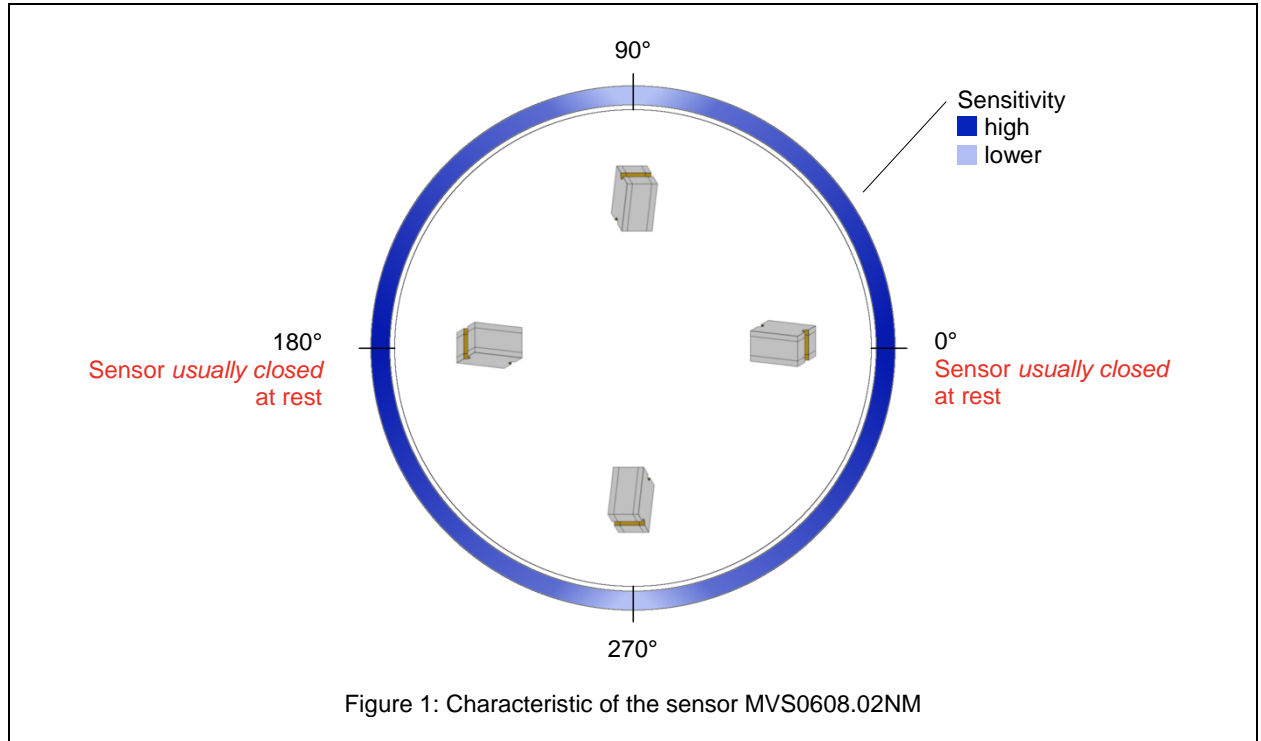 90°
Sensitivity
high
lower
180°
Sensor usually closed
at rest
0°
Sensor usually closed
at rest
270°
Figure 1: Characteristic of the sensor MVS0608.02NM